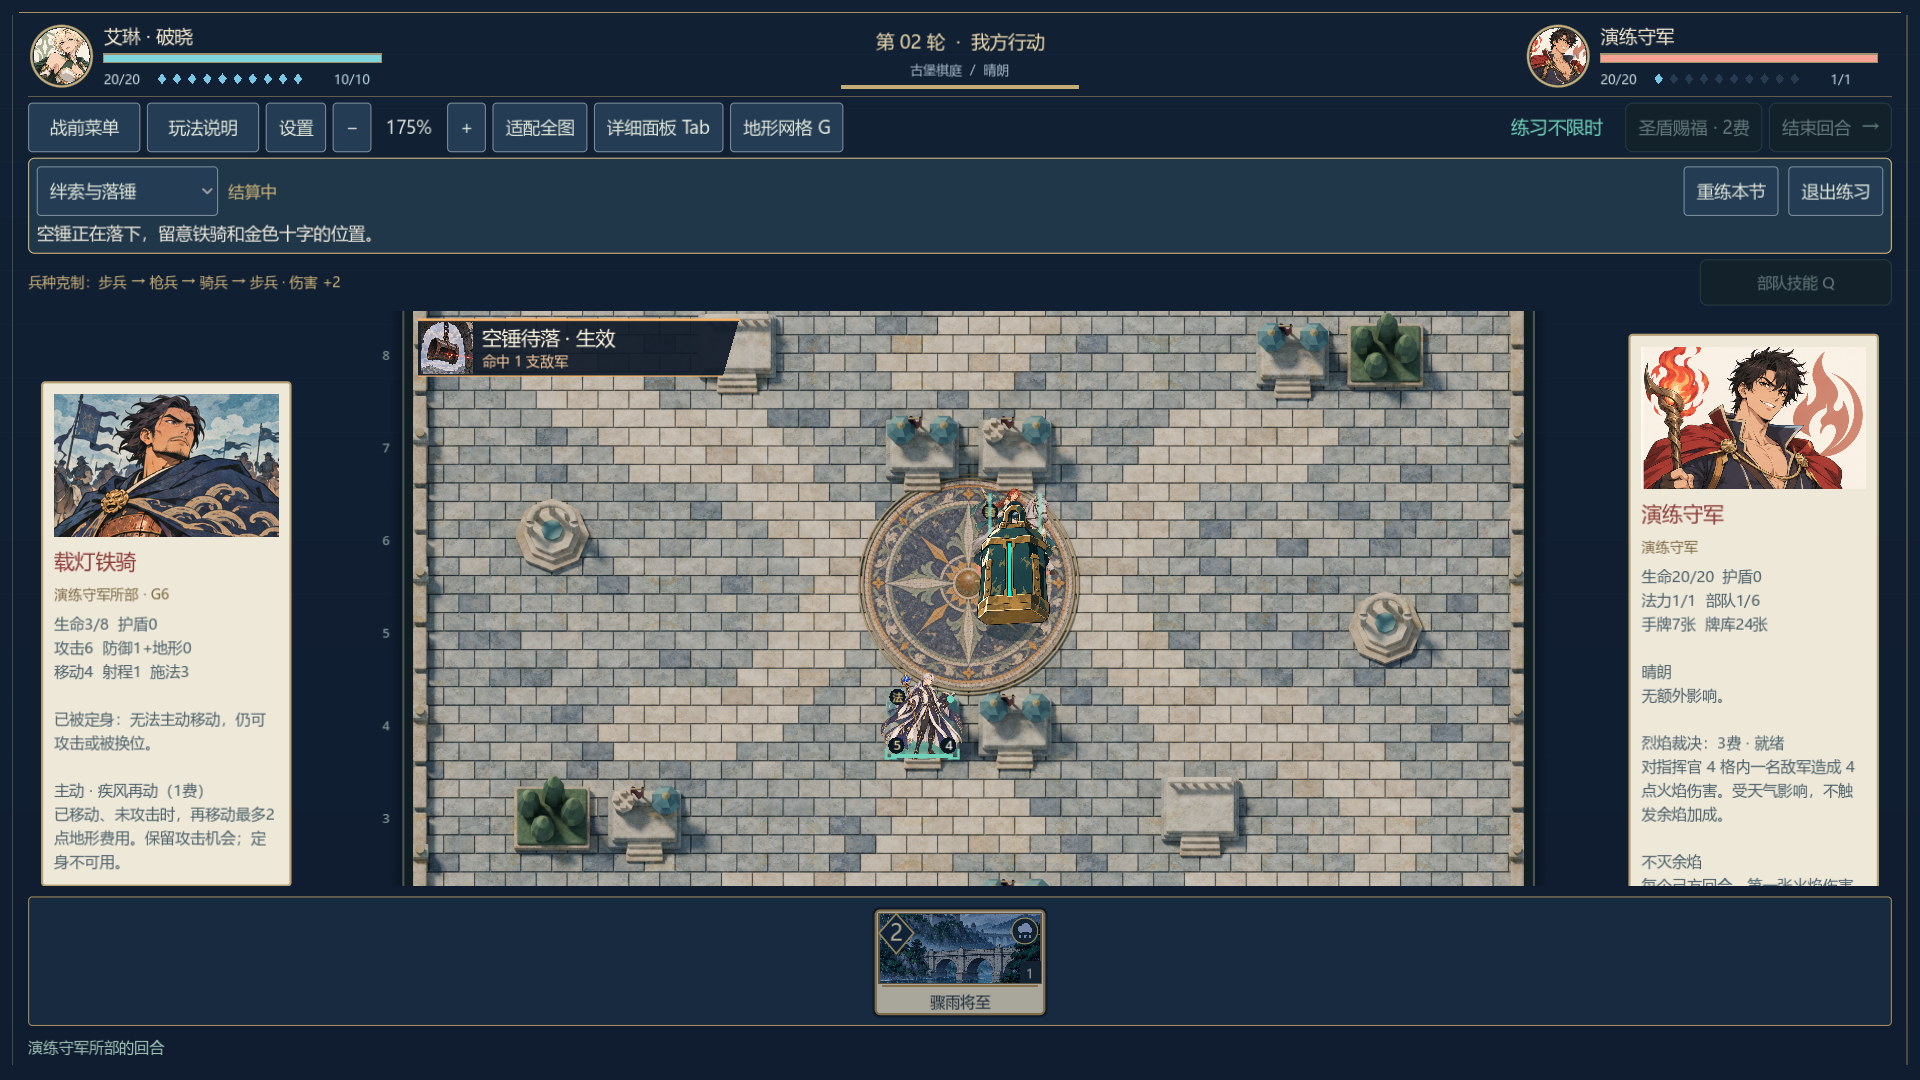 艾琳 · 破晓
20/20 10/10
第 02 轮 · 我方行动
古堡棋庭 / 晴朗
演练守军
20/20 1/1
战前菜单 玩法说明 设置 − 175% + 适配全图 详细面板 Tab 地形网格 G
练习不限时 圣盾赐福 · 2费 结束回合 →
绊索与落锤 结算中
重练本节 退出练习
空锤正在落下，留意铁骑和金色十字的位置。
兵种克制：步兵 → 枪兵 → 骑兵 → 步兵 · 伤害 +2
部队技能 Q
空锤待落 · 生效
命中 1 支敌军
8
7
6
5
4
3
法
5 4
载灯铁骑
演练守军所部 · G6
生命3/8 护盾0
攻击6 防御1+地形0
移动4 射程1 施法3
已被定身：无法主动移动，仍可
攻击或被换位。
主动 · 疾风再动（1费）
已移动、未攻击时，再移动最多2
点地形费用。保留攻击机会；定
身不可用。
演练守军
演练守军
生命20/20 护盾0
法力1/1 部队1/6
手牌7张 牌库24张
晴朗
无额外影响。
烈焰裁决：3费 · 就绪
对指挥官 4 格内一名敌军造成 4
点火焰伤害。受天气影响，不触
发余焰加成。
不灭余焰
每个己方回合，第一张火焰伤害
2
1
骤雨将至
演练守军所部的回合